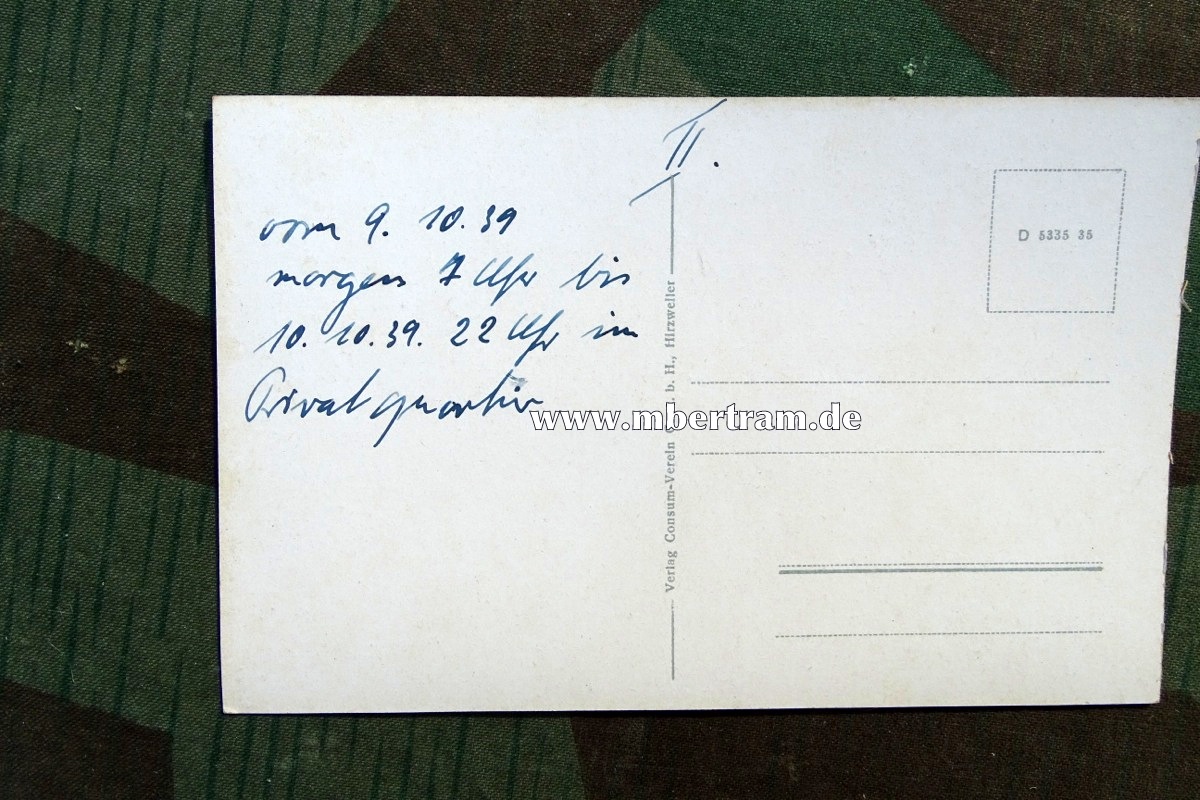 II.
vom 9. 10. 39
morgens 7 Uhr bis
10. 10. 39. 22 Uhr im
Privatquartier
Verlag Consum-Verein b. H., Hirzweiler
D 5335 35
www.mbertram.de